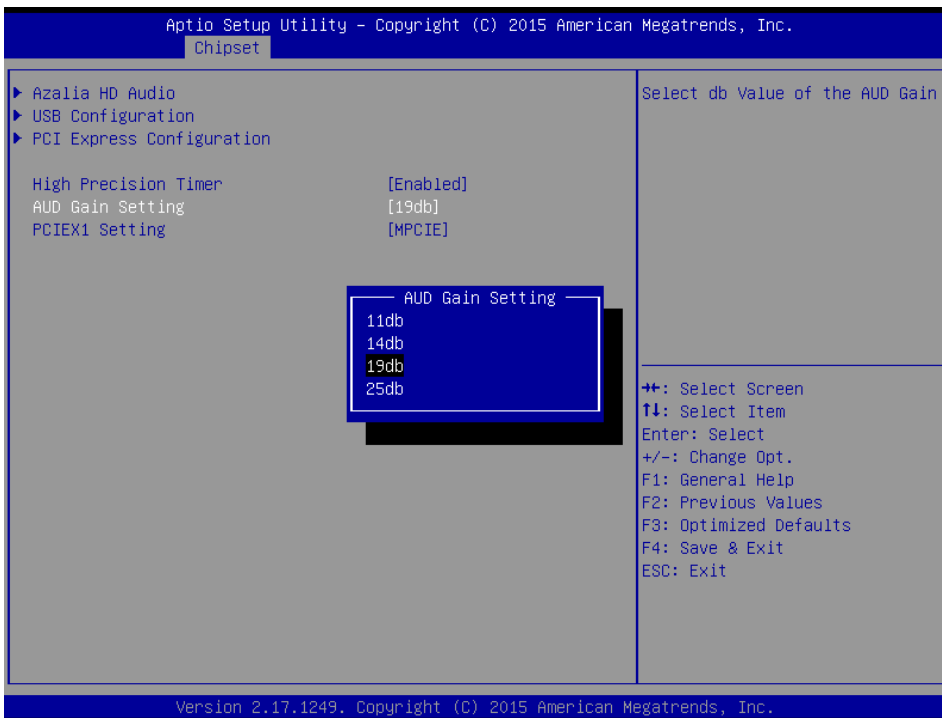 Aptio Setup Utility – Copyright (C) 2015 American Megatrends, Inc.
Chipset
Azalia HD Audio
USB Configuration
PCI Express Configuration
High Precision Timer [Enabled]
AUD Gain Setting [19db]
PCIEX1 Setting [MPCIE]
AUD Gain Setting
11db
14db
19db
25db
Select db Value of the AUD Gain
→←: Select Screen
↑↓: Select Item
Enter: Select
+/-: Change Opt.
F1: General Help
F2: Previous Values
F3: Optimized Defaults
F4: Save & Exit
ESC: Exit
Version 2.17.1249. Copyright (C) 2015 American Megatrends, Inc.